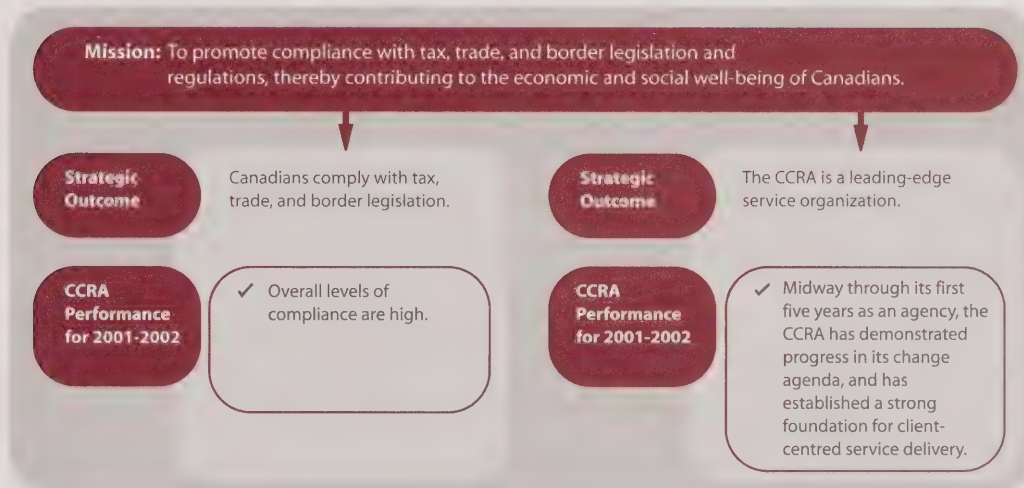 Mission: To promote compliance with tax, trade, and border legislation and
regulations, thereby contributing to the economic and social well-being of Canadians.
Strategic
Outcome
Canadians comply with tax,
trade, and border legislation.
CCRA
Performance
for 2001-2002
✓ Overall levels of
compliance are high.
Strategic
Outcome
The CCRA is a leading-edge
service organization.
CCRA
Performance
for 2001-2002
✓ Midway through its first
five years as an agency, the
CCRA has demonstrated
progress in its change
agenda, and has
established a strong
foundation for client-
centred service delivery.